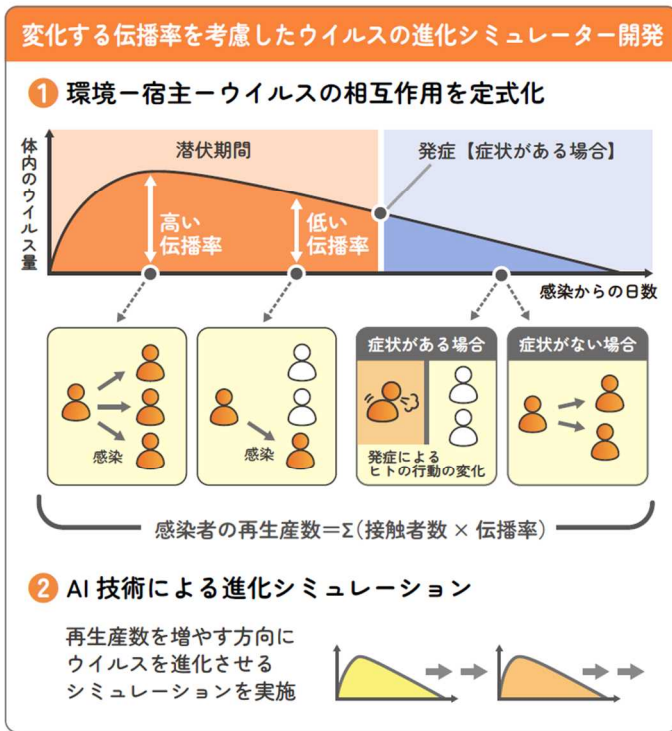 変化する伝播率を考慮したウイルスの進化シミュレーター開発
1 環境ー宿主ーウイルスの相互作用を定式化
体内のウイルス量
潜伏期間
発症【症状がある場合】
高い
伝播率
低い
伝播率
感染からの日数
感染
感染
症状がある場合
発症による
ヒトの行動の変化
症状がない場合
感染者の再生産数=Σ(接触者数 × 伝播率)
2 AI 技術による進化シミュレーション
再生産数を増やす方向に
ウイルスを進化させる
シミュレーションを実施